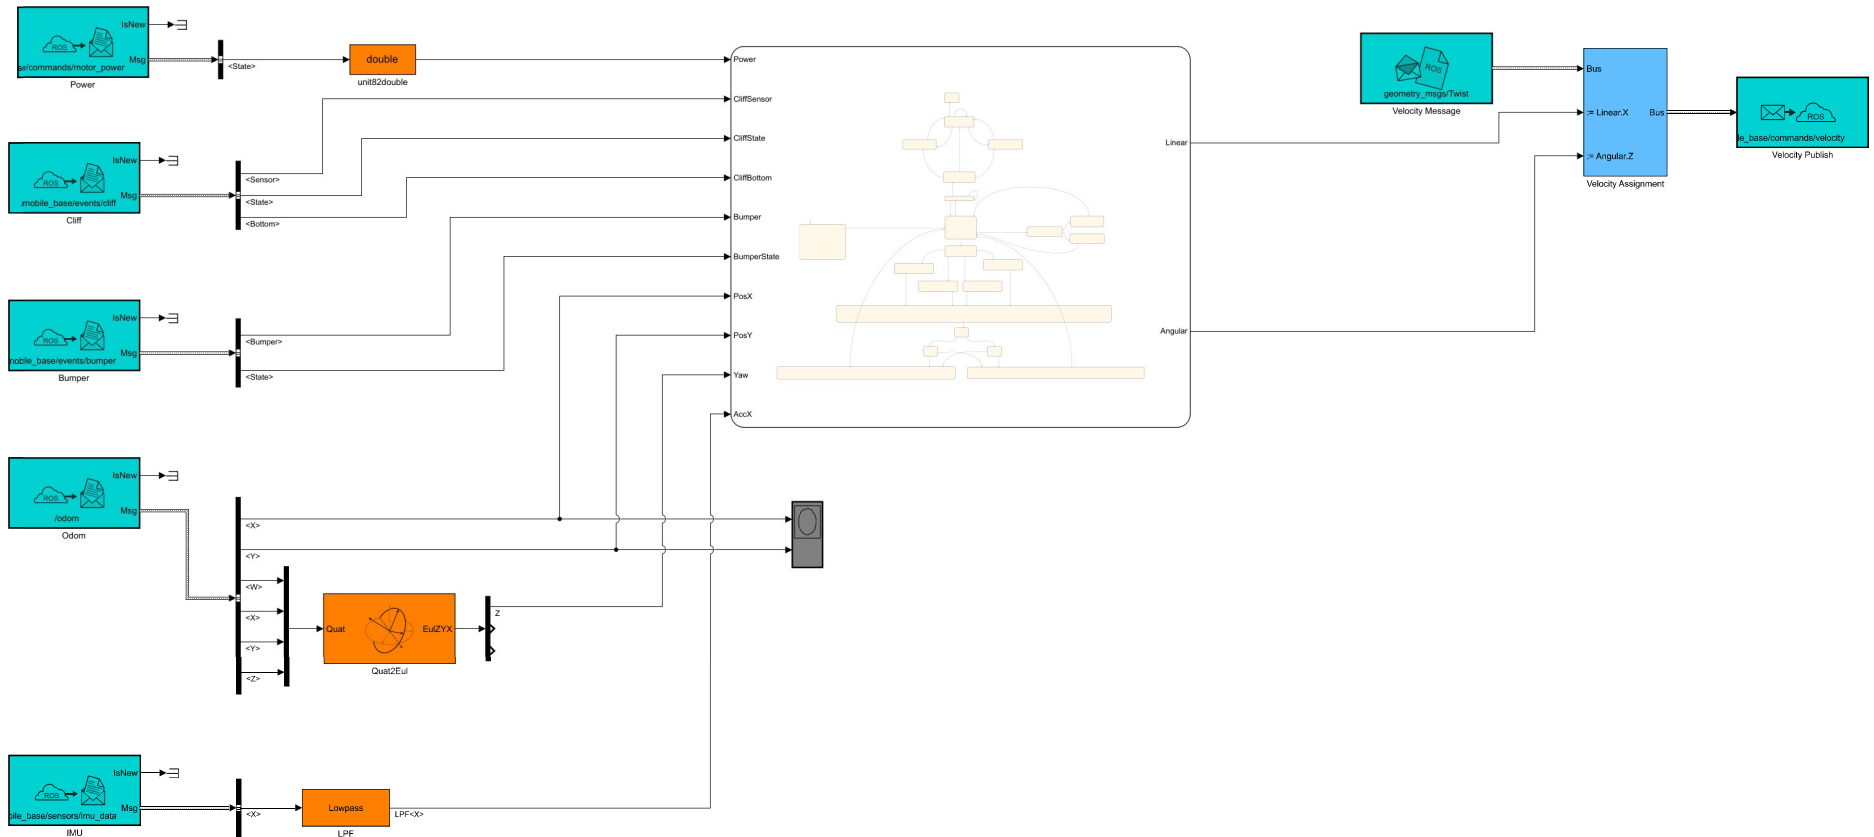 IsNew
ROS
Msg
se/commands/motor_power
Power
<State>
double
unit82double
IsNew
ROS
Msg
/mobile_base/events/cliff
Cliff
<Sensor>
<State>
<Bottom>
IsNew
ROS
Msg
nobile_base/events/bumper
Bumper
<Bumper>
<State>
IsNew
ROS
Msg
/odom
Odom
<X>
<Y>
<W>
<X>
<Y>
<Z>
Quat
EulZYX
Quat2Eul
Z
IsNew
ROS
Msg
bile_base/sensors/imu_data
IMU
<X>
Lowpass
LPF
LPF<X>
Power
CliffSensor
CliffState
CliffBottom
Bumper
BumperState
PosX
PosY
Yaw
AccX
Linear
Angular
ROS
geometry_msgs/Twist
Velocity Message
Bus
:= Linear.X
Bus
:= Angular.Z
Velocity Assignment
ROS
ile_base/commands/velocity
Velocity Publish